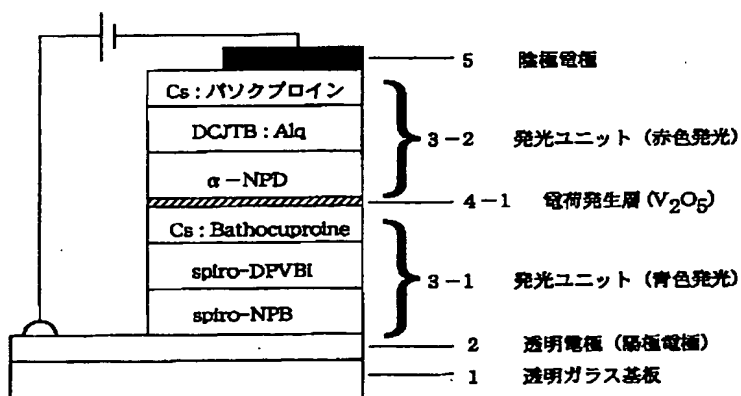 5 陰極電極
Cs : バソクプロイン
DCJTB : Alq
3-2 発光ユニット (赤色発光)
α-NPD
4-1 電荷発生層 (V₂O₅)
Cs : Bathocuproine
spiro-DPVBi
3-1 発光ユニット (青色発光)
spiro-NPB
2 透明電極 (陽極電極)
1 透明ガラス基板